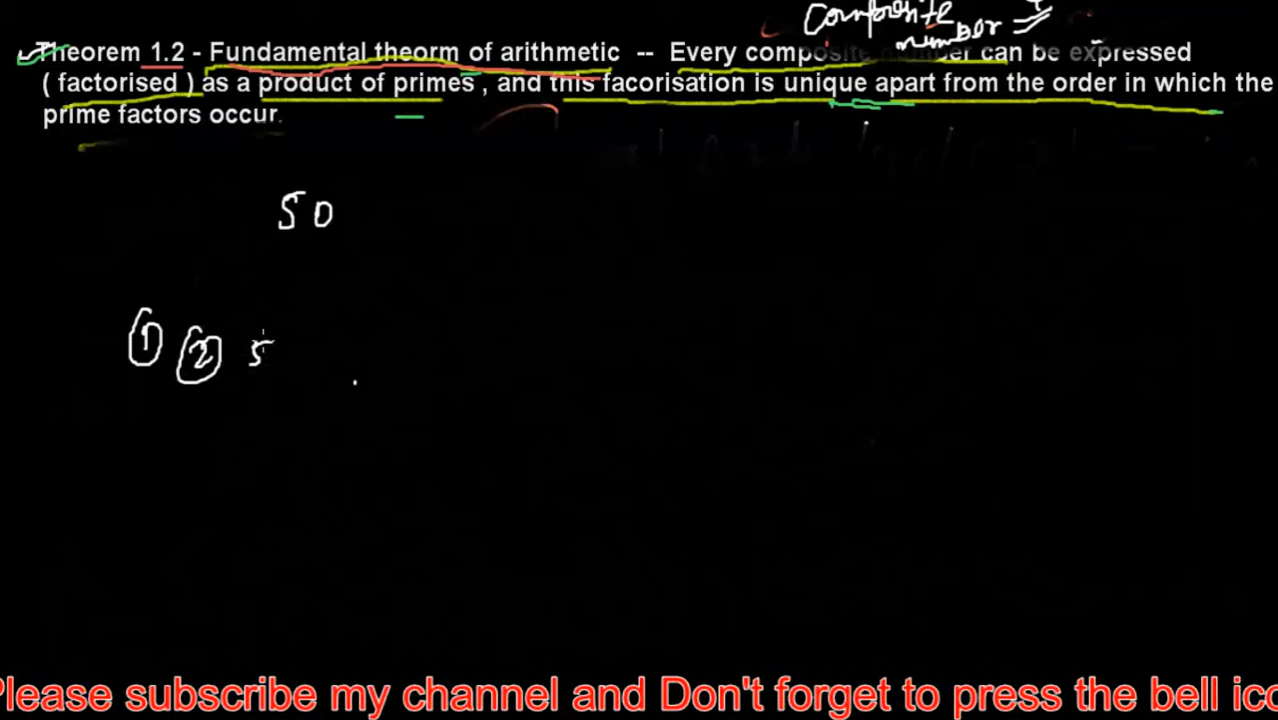 Composite
number
Theorem 1.2 - Fundamental theorm of arithmetic -- Every composite number can be expressed
( factorised ) as a product of primes , and this facorisation is unique apart from the order in which the
prime factors occur.
50
1 2 5
Please subscribe my channel and Don't forget to press the bell ico